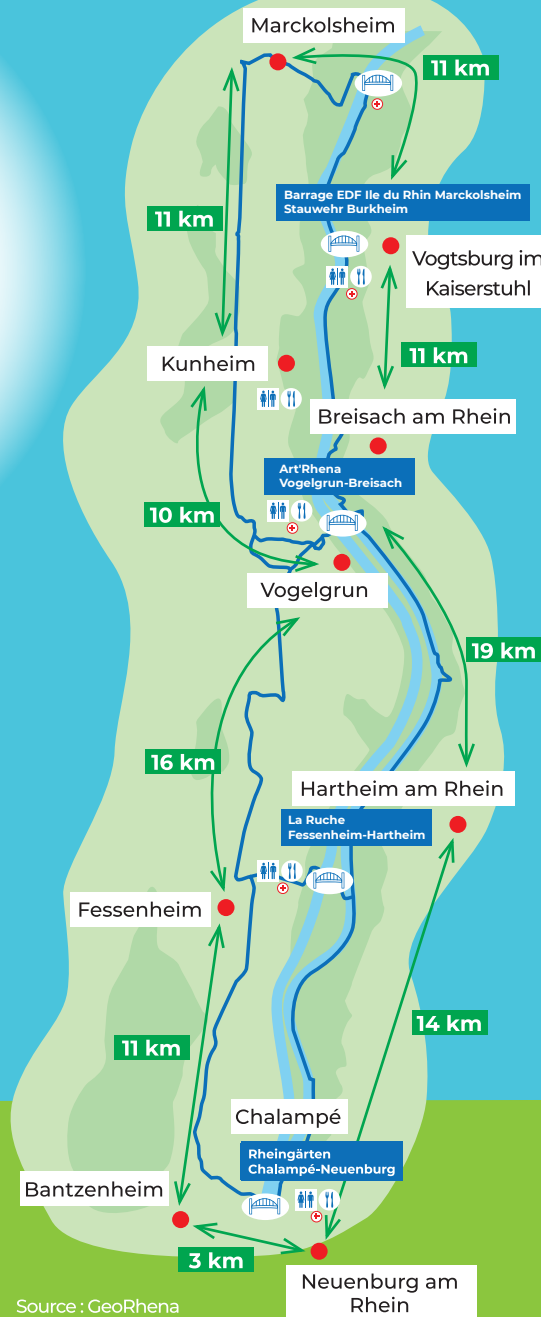 Marckolsheim
11 km
Barrage EDF Ile du Rhin Marckolsheim
Stauwehr Burkheim
11 km
Vogtsburg im
Kaiserstuhl
11 km
Kunheim
Breisach am Rhein
Art'Rhena
Vogelgrun-Breisach
10 km
Vogelgrun
19 km
16 km
Hartheim am Rhein
La Ruche
Fessenheim-Hartheim
Fessenheim
14 km
11 km
Chalampé
Rheingärten
Chalampé-Neuenburg
Bantzenheim
3 km
Neuenburg am
Rhein
Source : GeoRhena